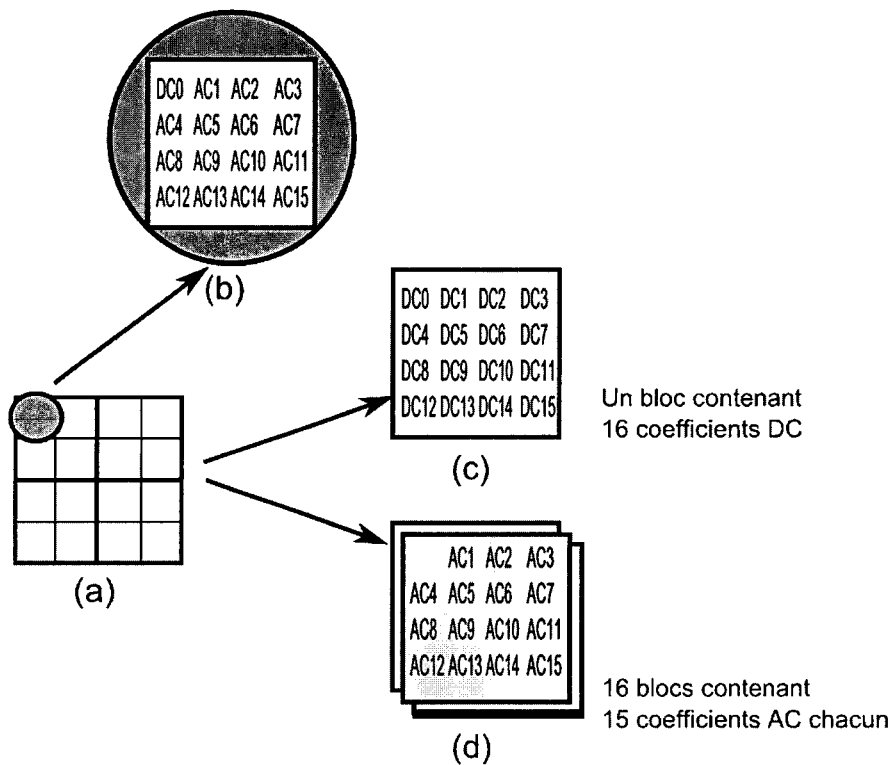 DC0 AC1 AC2 AC3
AC4 AC5 AC6 AC7
AC8 AC9 AC10 AC11
AC12 AC13 AC14 AC15
(b)
DC0 DC1 DC2 DC3
DC4 DC5 DC6 DC7
DC8 DC9 DC10 DC11
DC12 DC13 DC14 DC15
Un bloc contenant
16 coefficients DC
(c)
(a)
AC1 AC2 AC3
AC4 AC5 AC6 AC7
AC8 AC9 AC10 AC11
AC12 AC13 AC14 AC15
16 blocs contenant
15 coefficients AC chacun
(d)